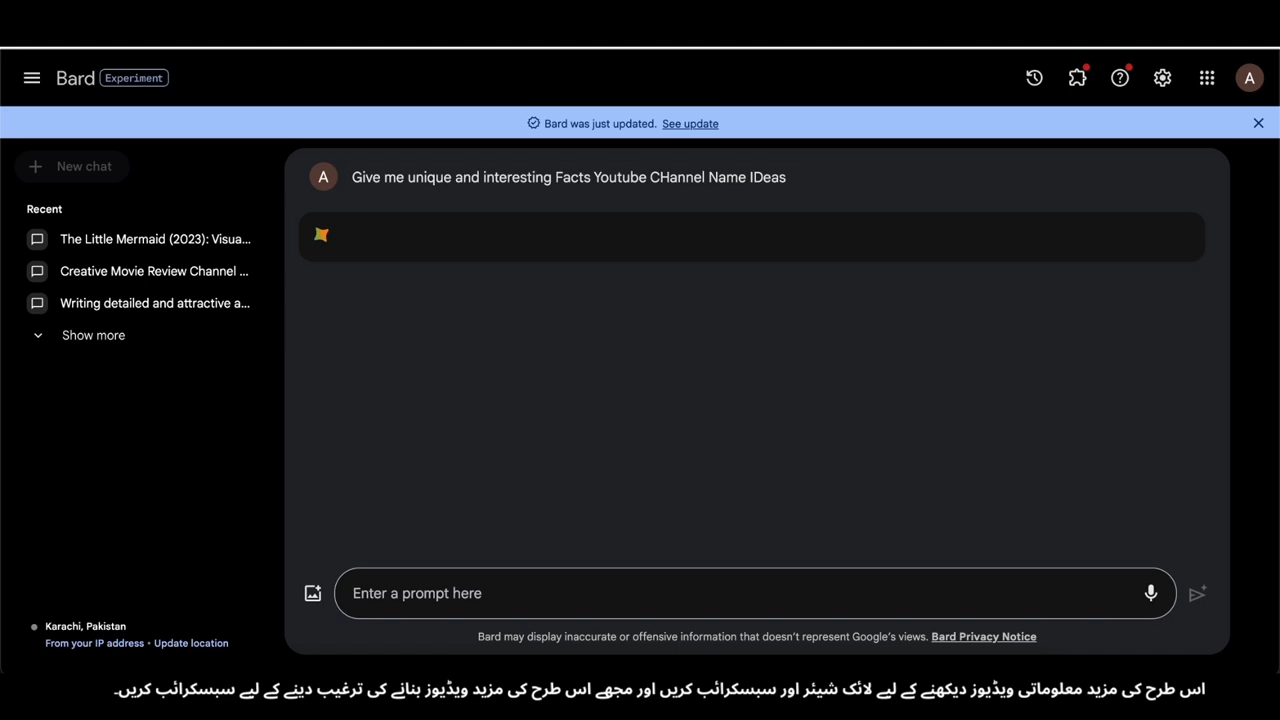 Bard Experiment
A
Bard was just updated. See update
New chat
Recent
The Little Mermaid (2023): Visua...
Creative Movie Review Channel ...
Writing detailed and attractive a...
Show more
A Give me unique and interesting Facts Youtube CHannel Name IDeas
Enter a prompt here
Bard may display inaccurate or offensive information that doesn't represent Google's views. Bard Privacy Notice
Karachi, Pakistan
From your IP address • Update location
اس طرح کی مزید معلوماتی ویڈیوز دیکھنے کے لیے لائک شیئر اور سبسکرائب کریں اور مجھے اس طرح کی مزید ویڈیوز بنانے کی ترغیب دینے کے لیے سبسکرائب کریں۔